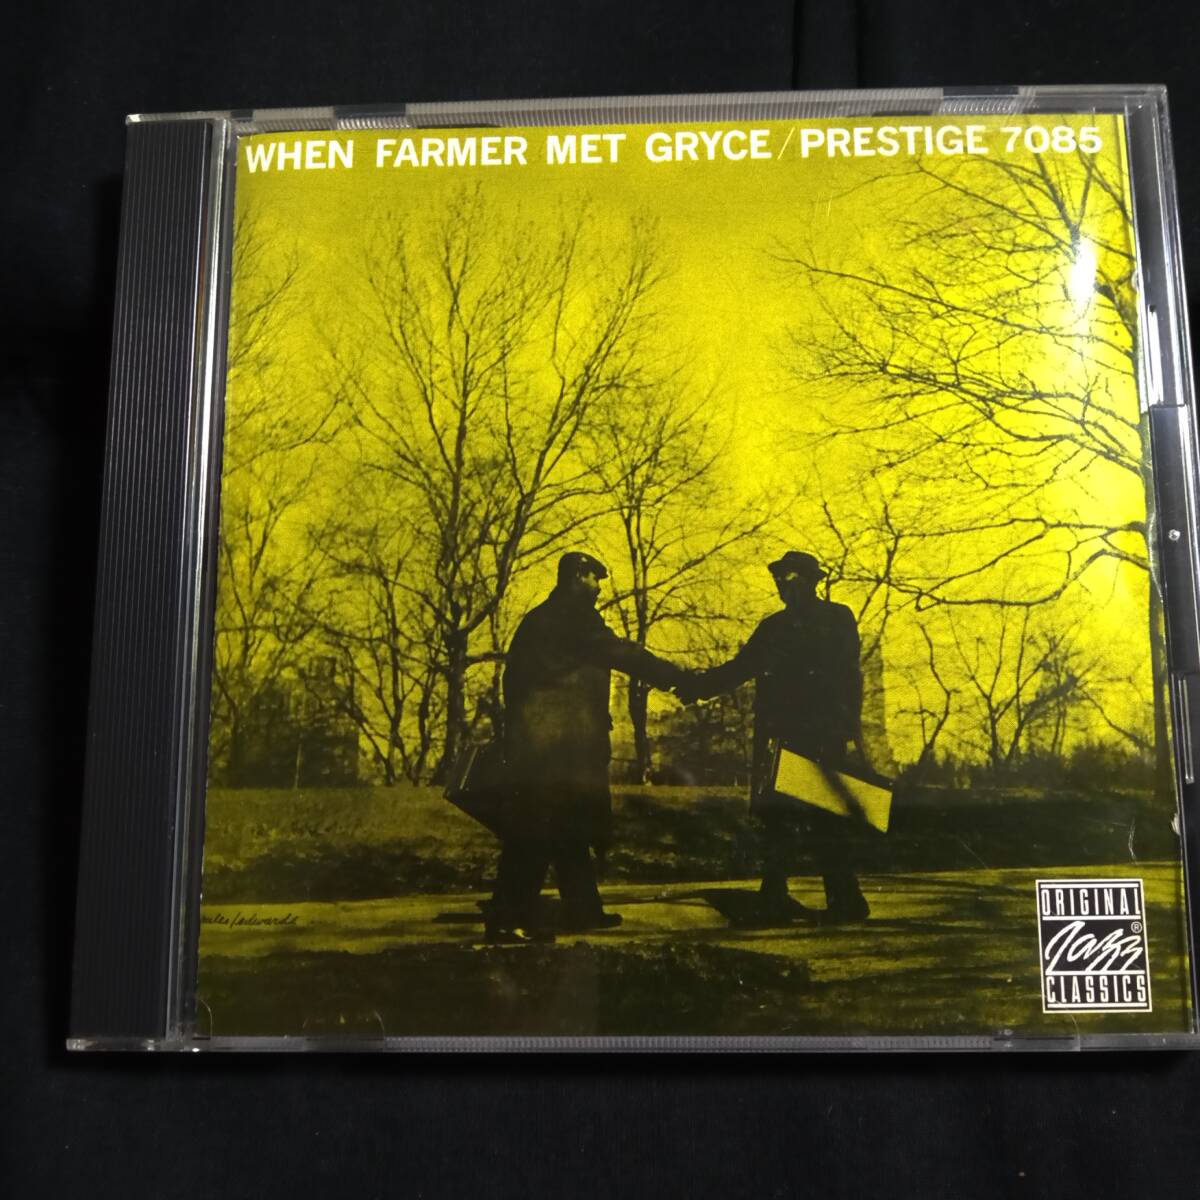 WHEN FARMER MET GRYCE/PRESTIGE 7085
ORIGINAL
Jazz®
CLASSICS